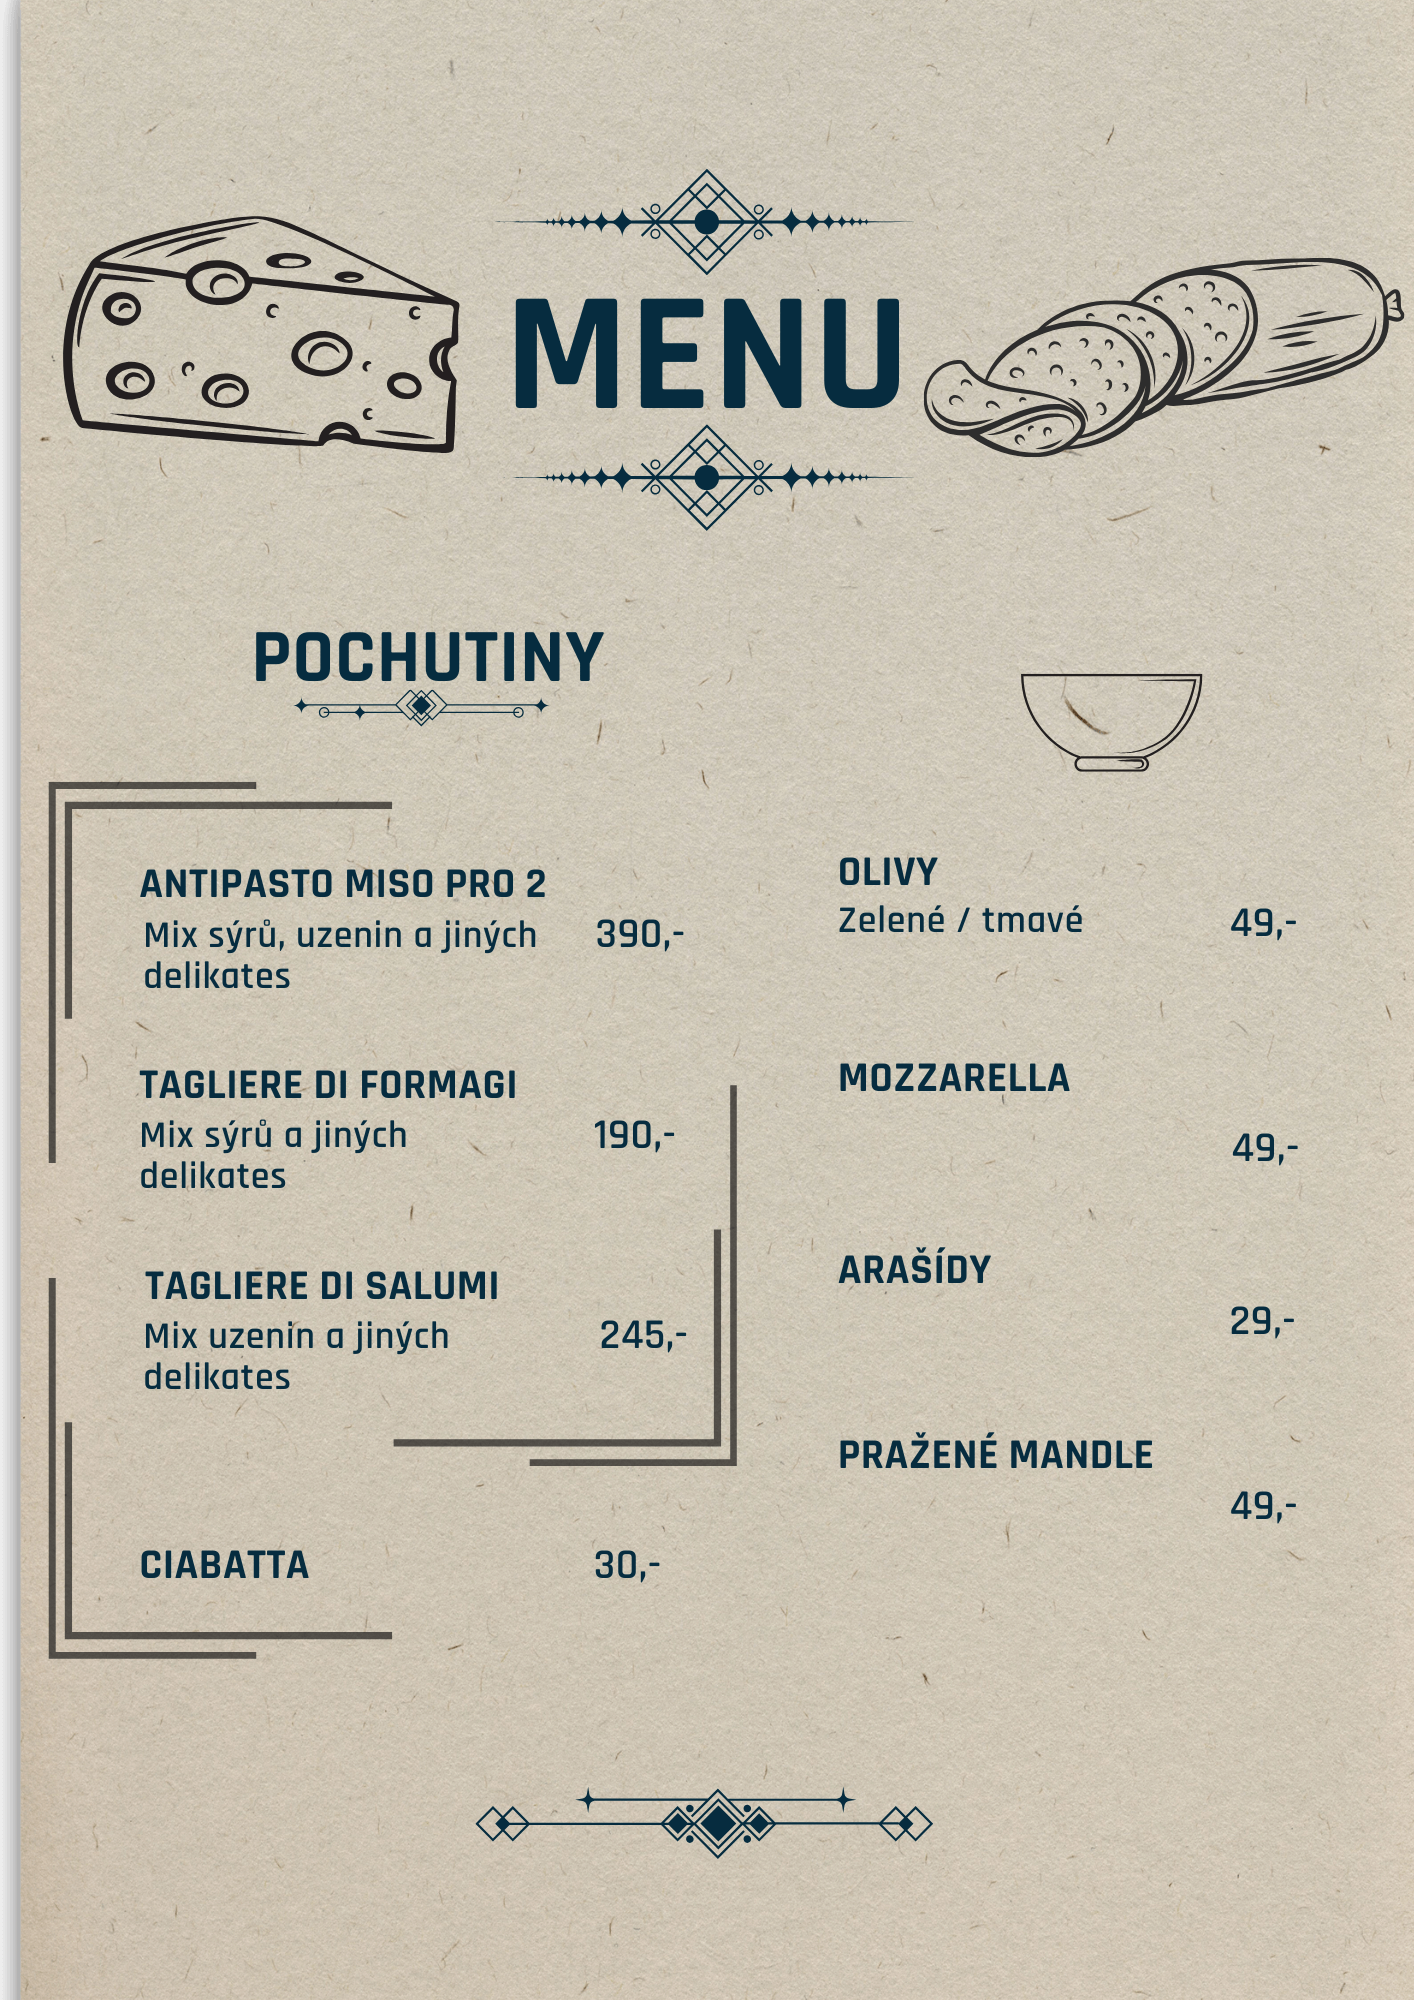 MENU
POCHUTINY
ANTIPASTO MISO PRO 2
Mix sýrů, uzenin a jiných 390,-
delikates
TAGLIERE DI FORMAGI
Mix sýrů a jiných 190,-
delikates
TAGLIERE DI SALUMI
Mix uzenin a jiných 245,-
delikates
CIABATTA 30,-
OLIVY
Zelené / tmavé 49,-
MOZZARELLA
49,-
ARAŠÍDY
29,-
PRAŽENÉ MANDLE
49,-